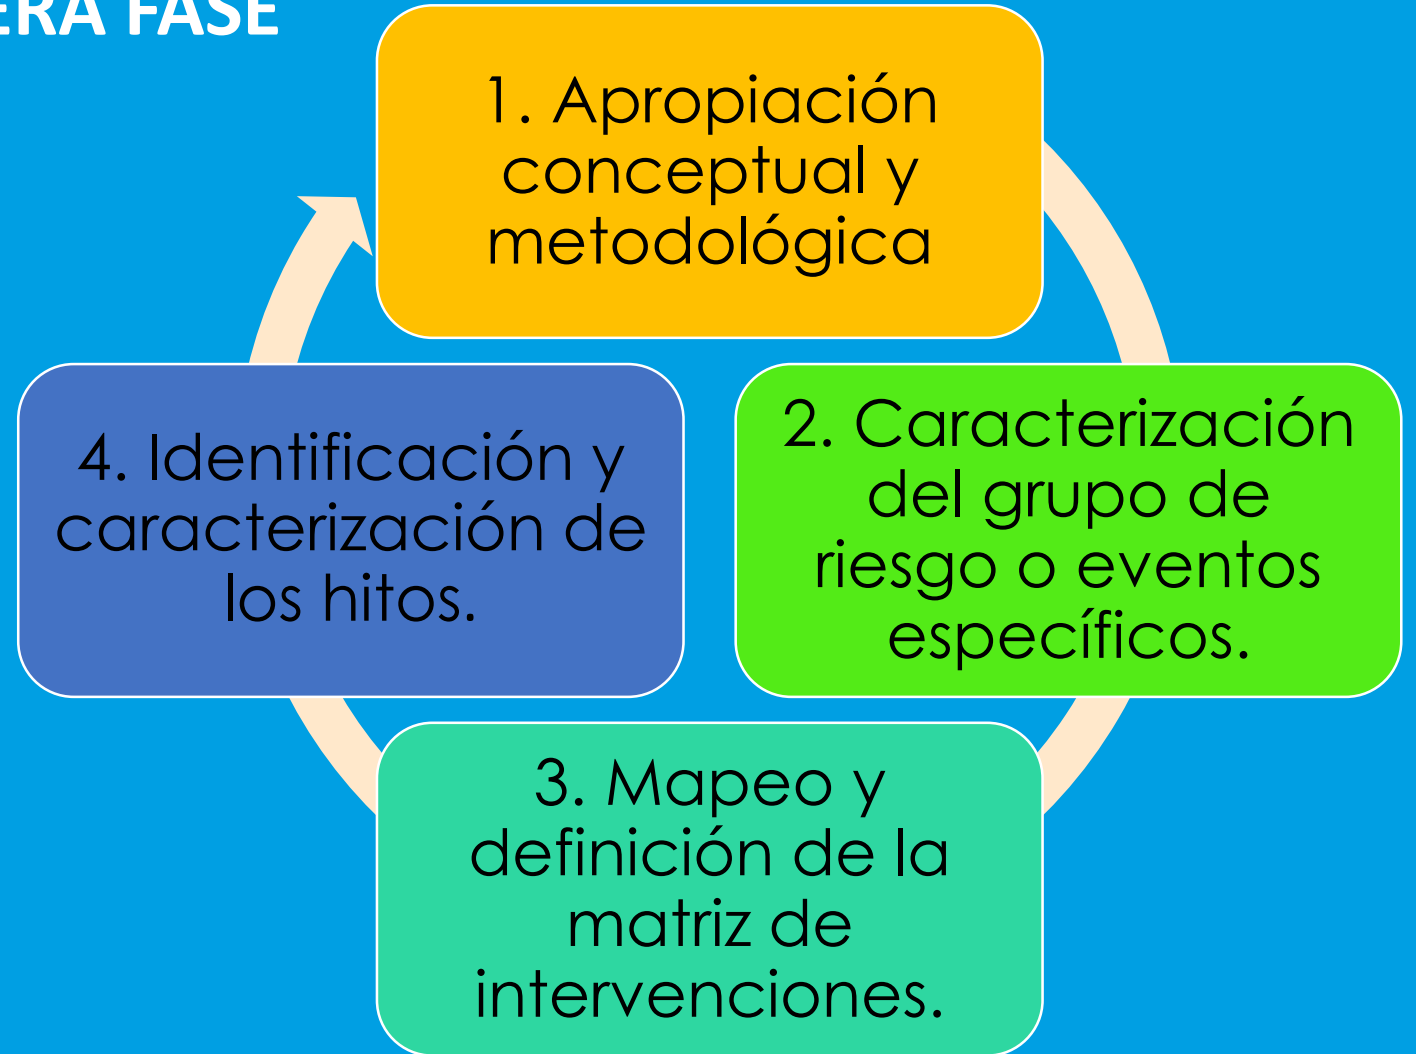 ERA FASE
1. Apropiación
conceptual y
metodológica
2. Caracterización
del grupo de
riesgo o eventos
específicos.
3. Mapeo y
definición de la
matriz de
intervenciones.
4. Identificación y
caracterización de
los hitos.